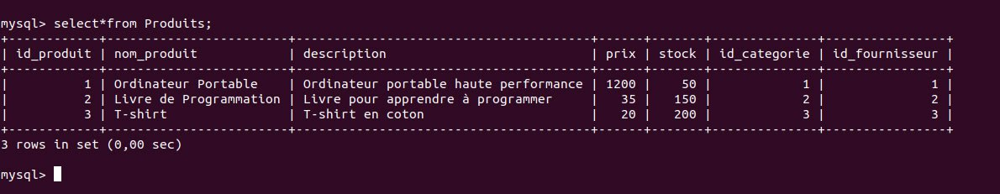 mysql> select*from Produits;
+------------+------------------------+---------------------------------------+------+-------+--------------+----------------+
| id_produit | nom_produit            | description                           | prix | stock | id_categorie | id_fournisseur |
+------------+------------------------+---------------------------------------+------+-------+--------------+----------------+
|          1 | Ordinateur Portable    | Ordinateur portable haute performance | 1200 |    50 |            1 |              1 |
|          2 | Livre de Programmation | Livre pour apprendre à programmer     |   35 |   150 |            2 |              2 |
|          3 | T-shirt                | T-shirt en coton                      |   20 |   200 |            3 |              3 |
+------------+------------------------+---------------------------------------+------+-------+--------------+----------------+
3 rows in set (0,00 sec)
mysql>